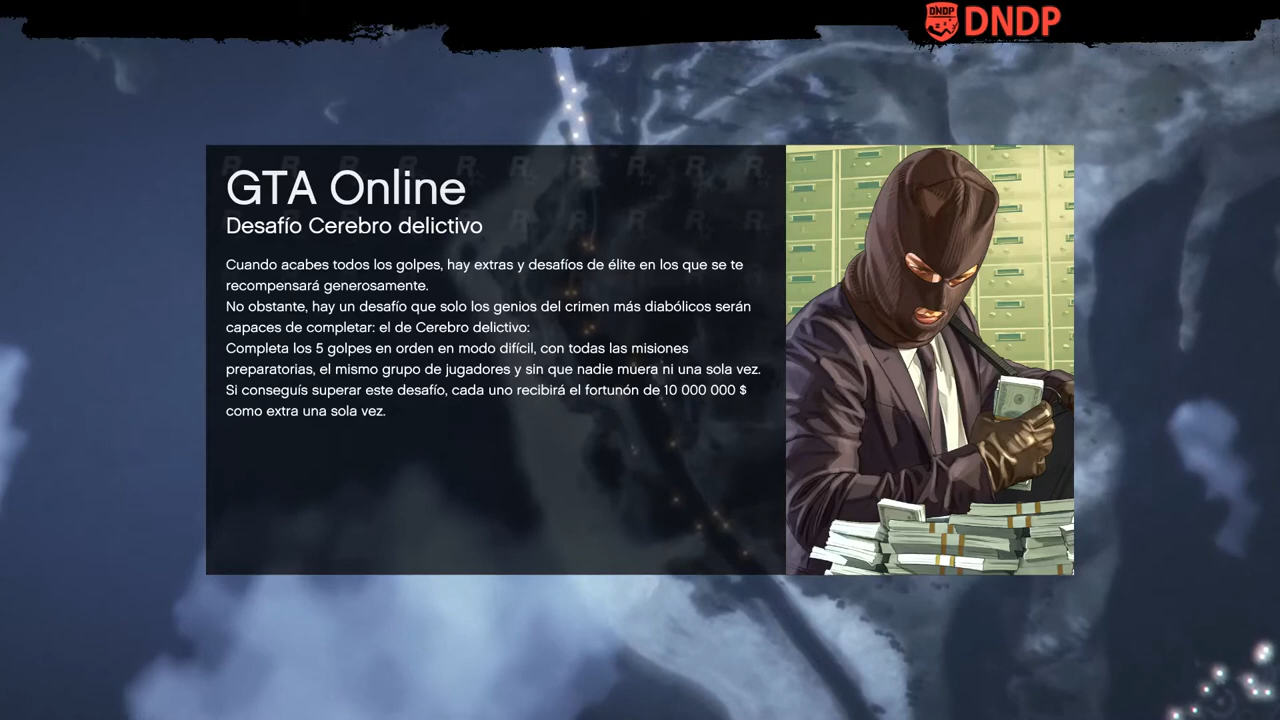 DNDP
DNDP
GTA Online
Desafío Cerebro delictivo
Cuando acabes todos los golpes, hay extras y desafíos de élite en los que se te
recompensará generosamente.
No obstante, hay un desafío que solo los genios del crimen más diabólicos serán
capaces de completar: el de Cerebro delictivo:
Completa los 5 golpes en orden en modo difícil, con todas las misiones
preparatorias, el mismo grupo de jugadores y sin que nadie muera ni una sola vez.
Si conseguís superar este desafío, cada uno recibirá el fortunón de 10 000 000 $
como extra una sola vez.